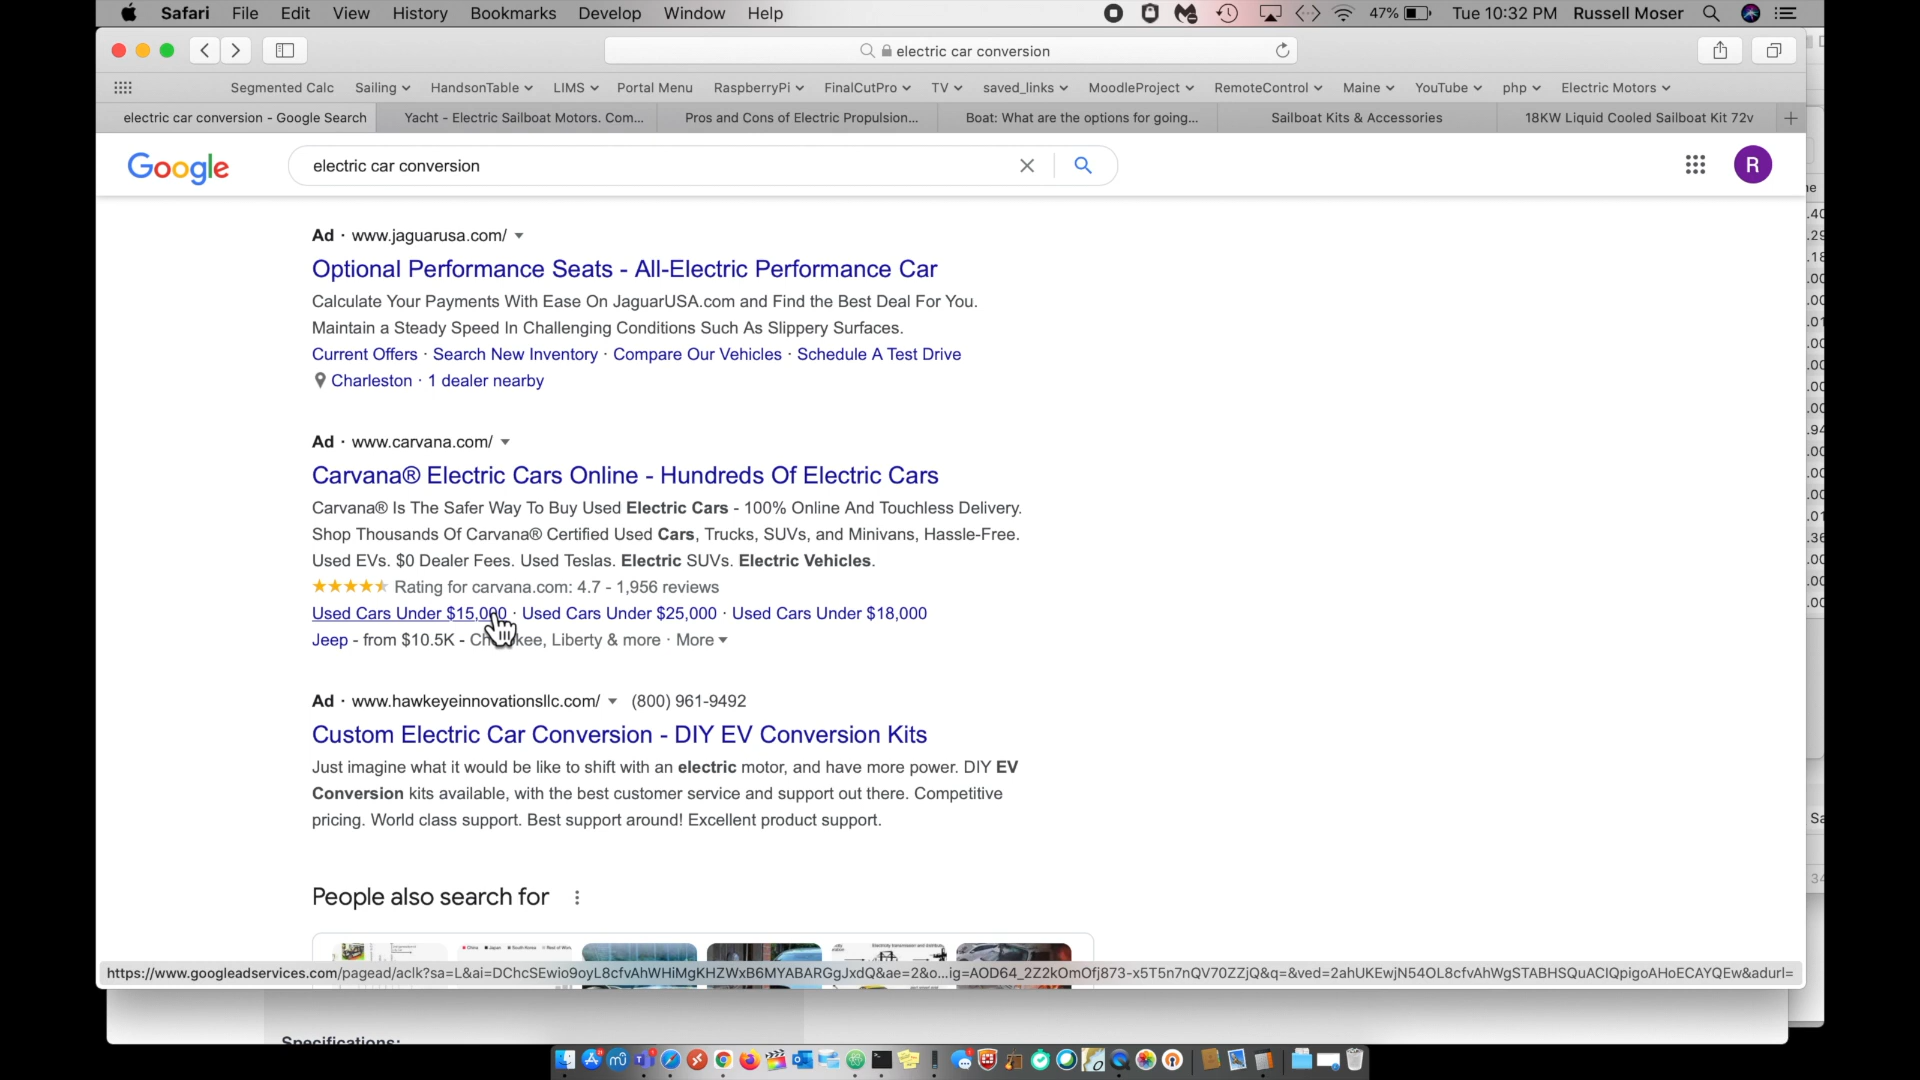 Safari File Edit View History Bookmarks Develop Window Help 47% Tue 10:32 PM Russell Moser
electric car conversion
Segmented Calc Sailing HandsonTable LIMS Portal Menu RaspberryPi FinalCutPro TV saved_links MoodleProject RemoteControl Maine YouTube php Electric Motors
electric car conversion - Google Search Yacht - Electric Sailboat Motors. Com... Pros and Cons of Electric Propulsion... Boat: What are the options for going... Sailboat Kits & Accessories 18KW Liquid Cooled Sailboat Kit 72v
Google electric car conversion R
Ad · www.jaguarusa.com/
Optional Performance Seats - All-Electric Performance Car
Calculate Your Payments With Ease On JaguarUSA.com and Find the Best Deal For You.
Maintain a Steady Speed In Challenging Conditions Such As Slippery Surfaces.
Current Offers · Search New Inventory · Compare Our Vehicles · Schedule A Test Drive
Charleston · 1 dealer nearby
Ad · www.carvana.com/
Carvana® Electric Cars Online - Hundreds Of Electric Cars
Carvana® Is The Safer Way To Buy Used Electric Cars - 100% Online And Touchless Delivery.
Shop Thousands Of Carvana® Certified Used Cars, Trucks, SUVs, and Minivans, Hassle-Free.
Used EVs. $0 Dealer Fees. Used Teslas. Electric SUVs. Electric Vehicles.
Rating for carvana.com: 4.7 - 1,956 reviews
Used Cars Under $15,000 · Used Cars Under $25,000 · Used Cars Under $18,000
Jeep - from $10.5K - Cherokee, Liberty & more · More
Ad · www.hawkeyeinnovationsllc.com/ (800) 961-9492
Custom Electric Car Conversion - DIY EV Conversion Kits
Just imagine what it would be like to shift with an electric motor, and have more power. DIY EV
Conversion kits available, with the best customer service and support out there. Competitive
pricing. World class support. Best support around! Excellent product support.
People also search for
https://www.googleadservices.com/pagead/aclk?sa=L&ai=DChcSEwio9oyL8cfvAhWHiMgKHZWxB6MYABARGgJxdQ&ae=2&o...ig=AOD64_2Z2kOmOfj873-x5T5n7nQV70ZZjQ&q=&ved=2ahUKEwjN54OL8cfvAhWgSTABHSQuACIQpigoAHoECAYQEw&adurl=
Specifications: